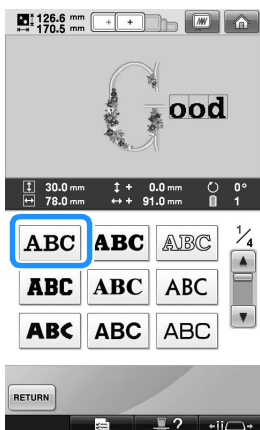 126.6 mm
170.5 mm
Good
30.0 mm + 0.0 mm 0°
78.0 mm + 91.0 mm 1
ABC ABC ABC 1/4
ABC ABC ABC
ABC ABC ABC
RETURN
?